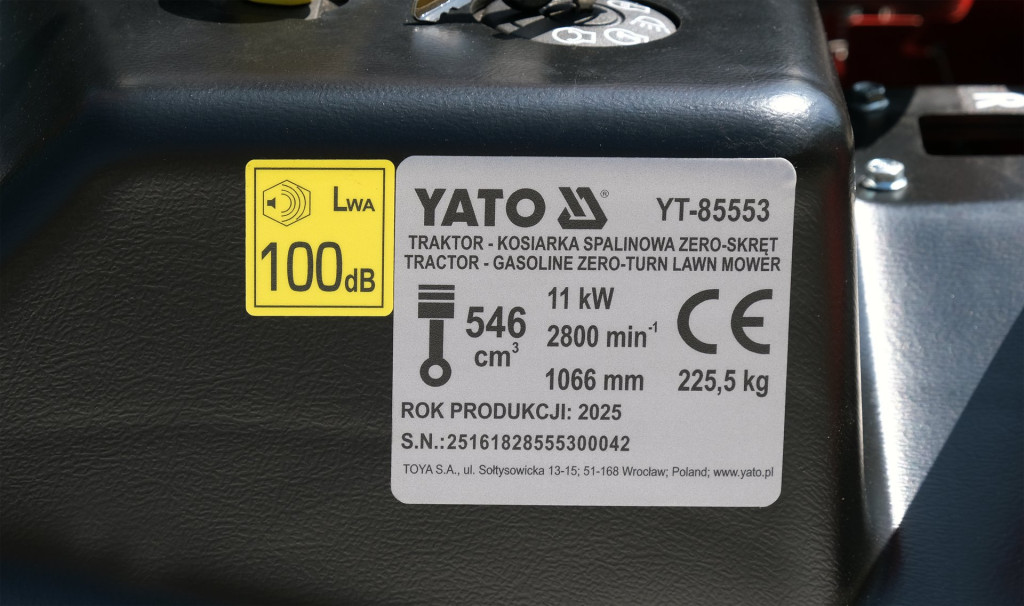 LWA
100dB
YATO ® YT-85553
TRAKTOR - KOSIARKA SPALINOWA ZERO-SKRĘT
TRACTOR - GASOLINE ZERO-TURN LAWN MOWER
546 cm³
11 kW
2800 min⁻¹
CE
1066 mm
225,5 kg
ROK PRODUKCJI: 2025
S.N.:25161828555300042
TOYA S.A., ul. Sołtysowicka 13-15; 51-168 Wrocław; Poland; www.yato.pl
R